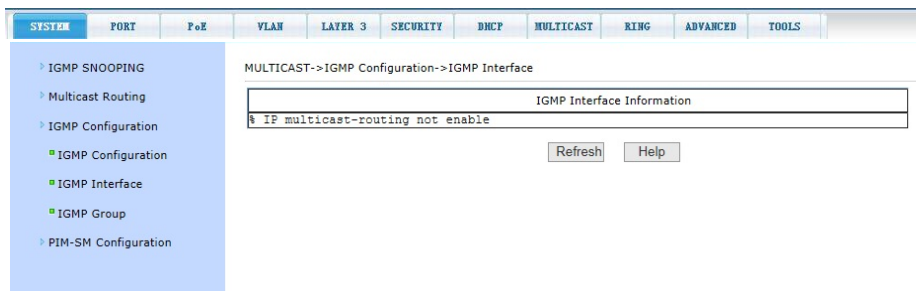 SYSTEM PORT PoE VLAN LAYER 3 SECURITY DHCP MULTICAST RING ADVANCED TOOLS
IGMP SNOOPING
Multicast Routing
IGMP Configuration
IGMP Configuration
IGMP Interface
IGMP Group
PIM-SM Configuration
MULTICAST->IGMP Configuration->IGMP Interface
IGMP Interface Information
% IP multicast-routing not enable
Refresh Help